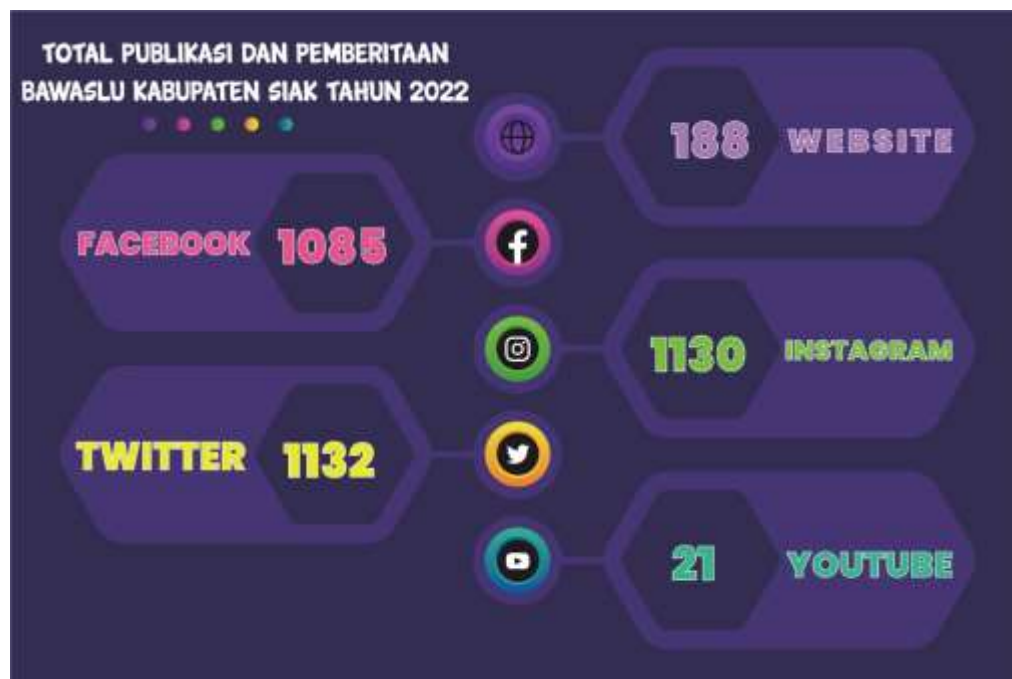 TOTAL PUBLIKASI DAN PEMBERITAAN
BAWASLU KABUPATEN SIAK TAHUN 2022
188 WEBSITE
FACEBOOK 1085
1130 INSTAGRAM
TWITTER 1132
21 YOUTUBE